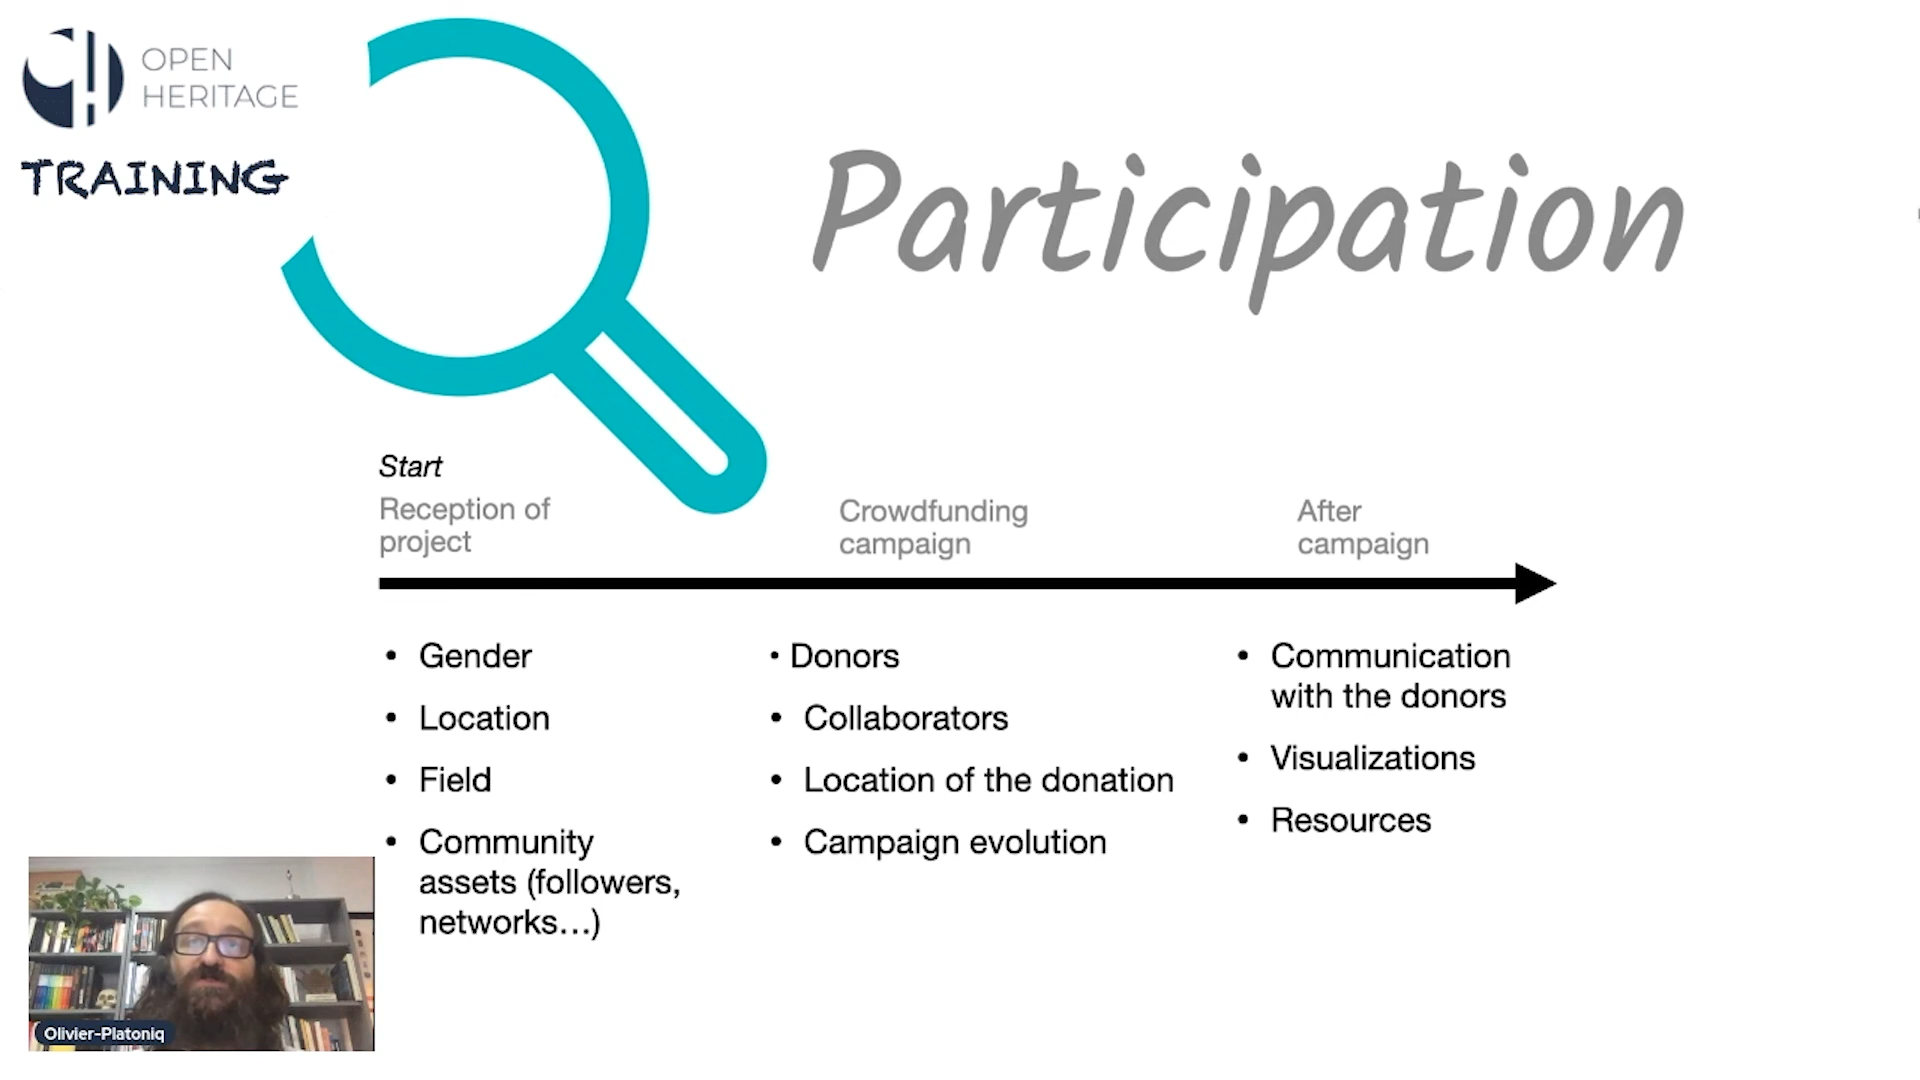 OPEN
HERITAGE
TRAINING
Participation
Start
Reception of
project
Crowdfunding
campaign
After
campaign
• Gender
• Location
• Field
• Community
assets (followers,
networks…)
• Donors
• Collaborators
• Location of the donation
• Campaign evolution
• Communication
with the donors
• Visualizations
• Resources
Olivier-Platoniq